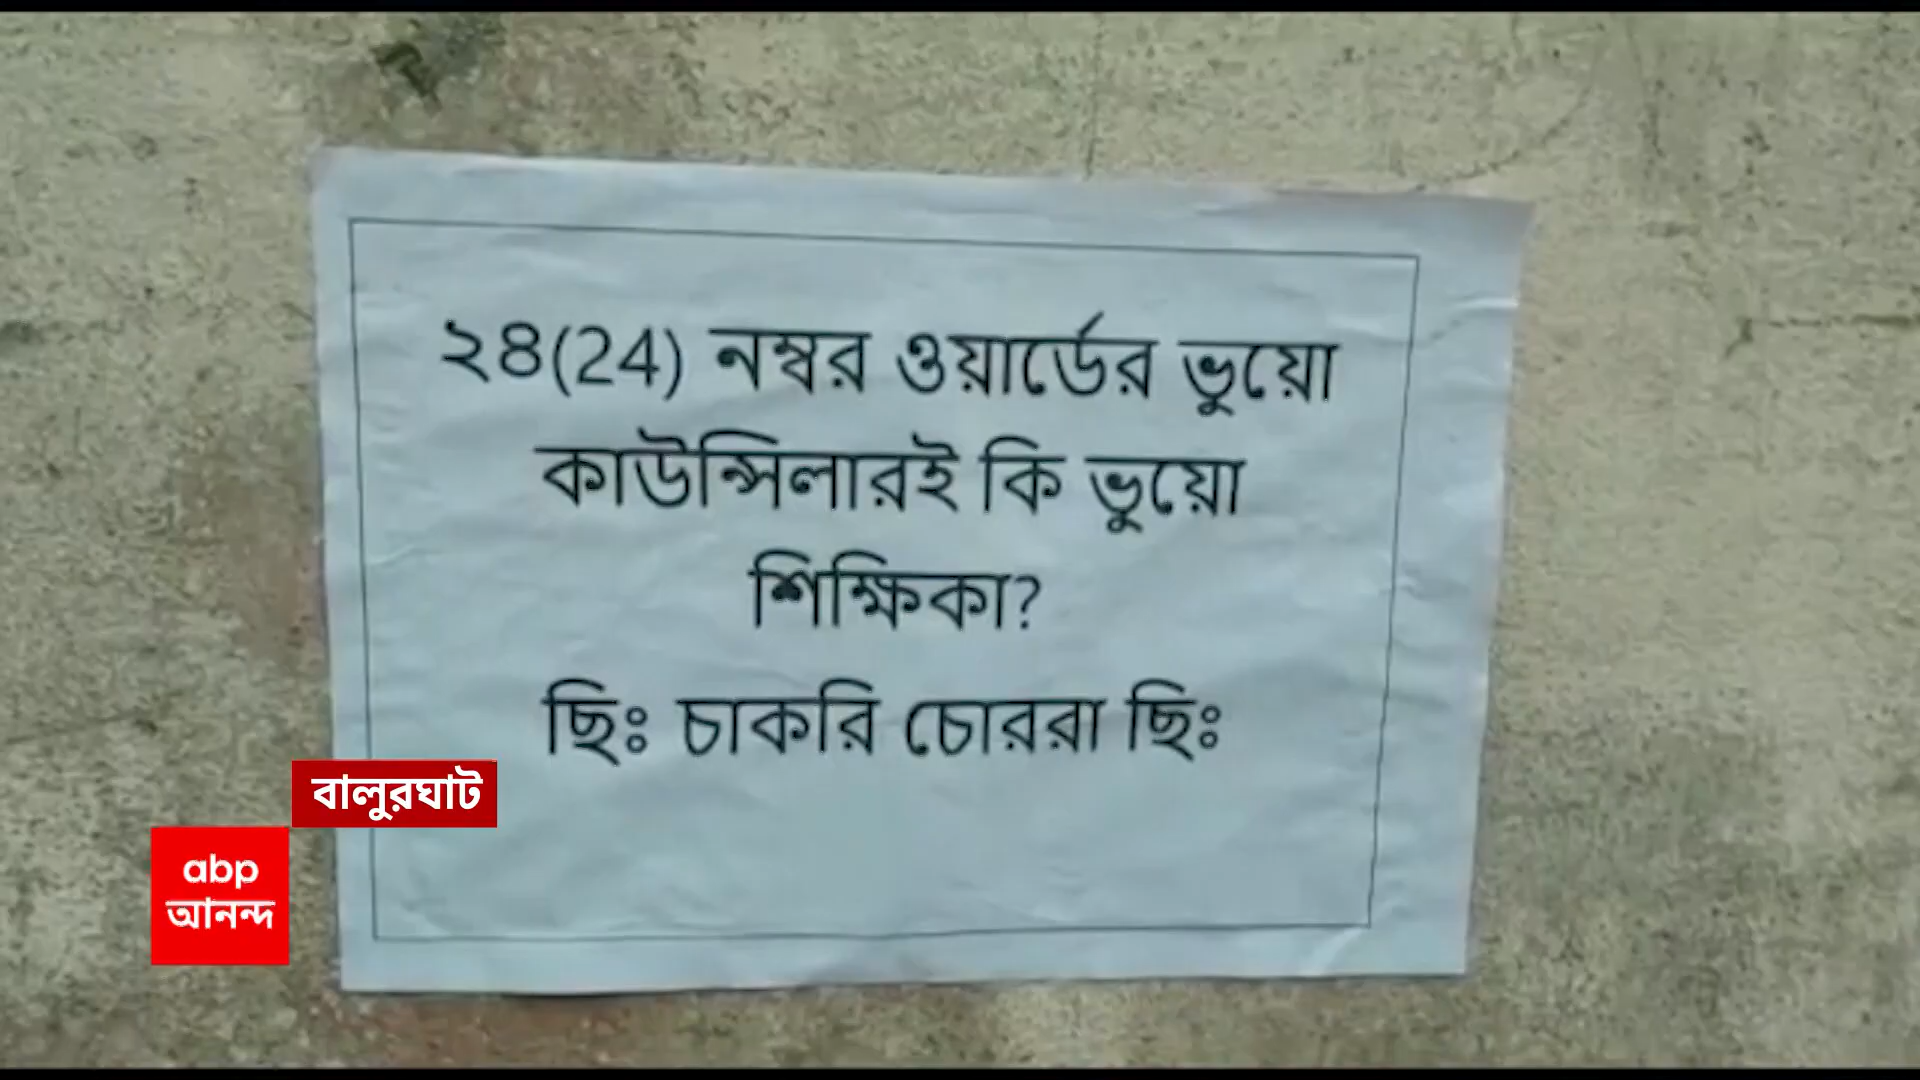 ২৪(24) নম্বর ওয়ার্ডের ভুয়ো
কাউন্সিলারই কি ভুয়ো
শিক্ষিকা?
ছিঃ চাকরি চোররা ছিঃ
বালুরঘাট
abp
আনন্দ